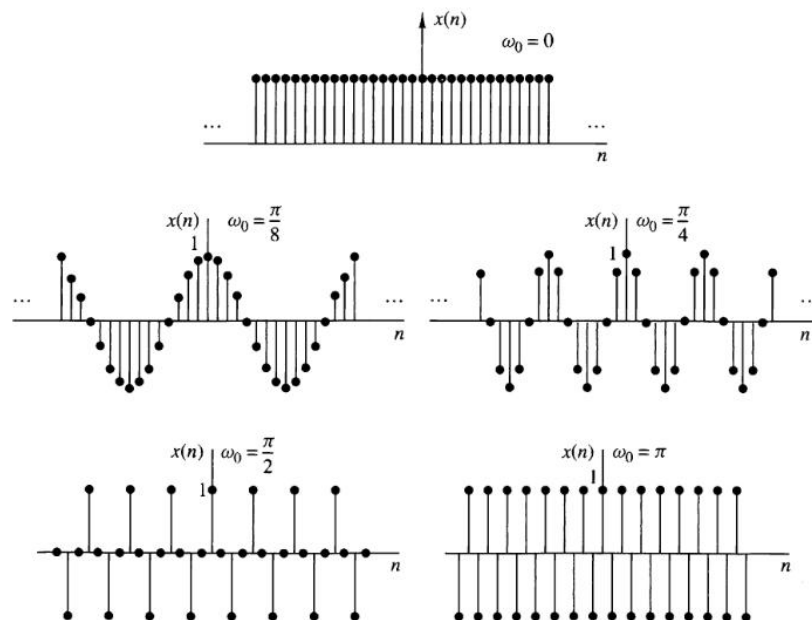 x(n)
ω₀ = 0
... ...
n
x(n) ω₀ = π/8
1
... ...
n
x(n) ω₀ = π/4
1
... ...
n
x(n) ω₀ = π/2
1
n
x(n) ω₀ = π
1
n